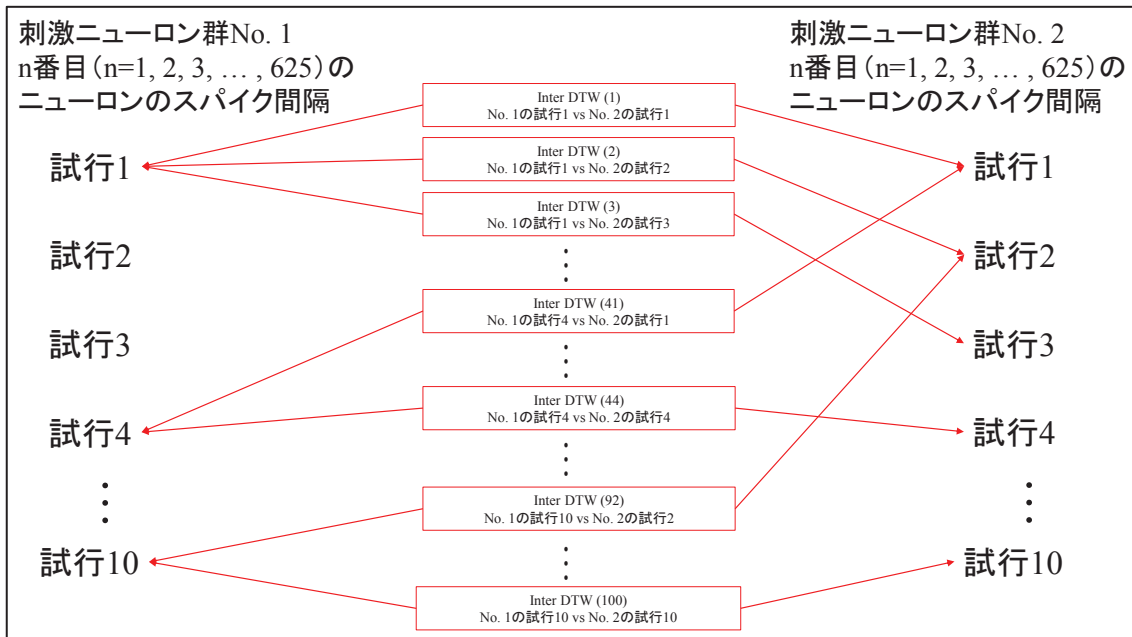 刺激ニューロン群No. 1
n番目(n=1, 2, 3, … , 625)の
ニューロンのスパイク間隔
試行1
試行2
試行3
試行4
⋮
試行10
Inter DTW (1)
No. 1の試行1 vs No. 2の試行1
Inter DTW (2)
No. 1の試行1 vs No. 2の試行2
Inter DTW (3)
No. 1の試行1 vs No. 2の試行3
⋮
Inter DTW (41)
No. 1の試行4 vs No. 2の試行1
⋮
Inter DTW (44)
No. 1の試行4 vs No. 2の試行4
⋮
Inter DTW (92)
No. 1の試行10 vs No. 2の試行2
⋮
Inter DTW (100)
No. 1の試行10 vs No. 2の試行10
刺激ニューロン群No. 2
n番目(n=1, 2, 3, … , 625)の
ニューロンのスパイク間隔
試行1
試行2
試行3
試行4
⋮
試行10